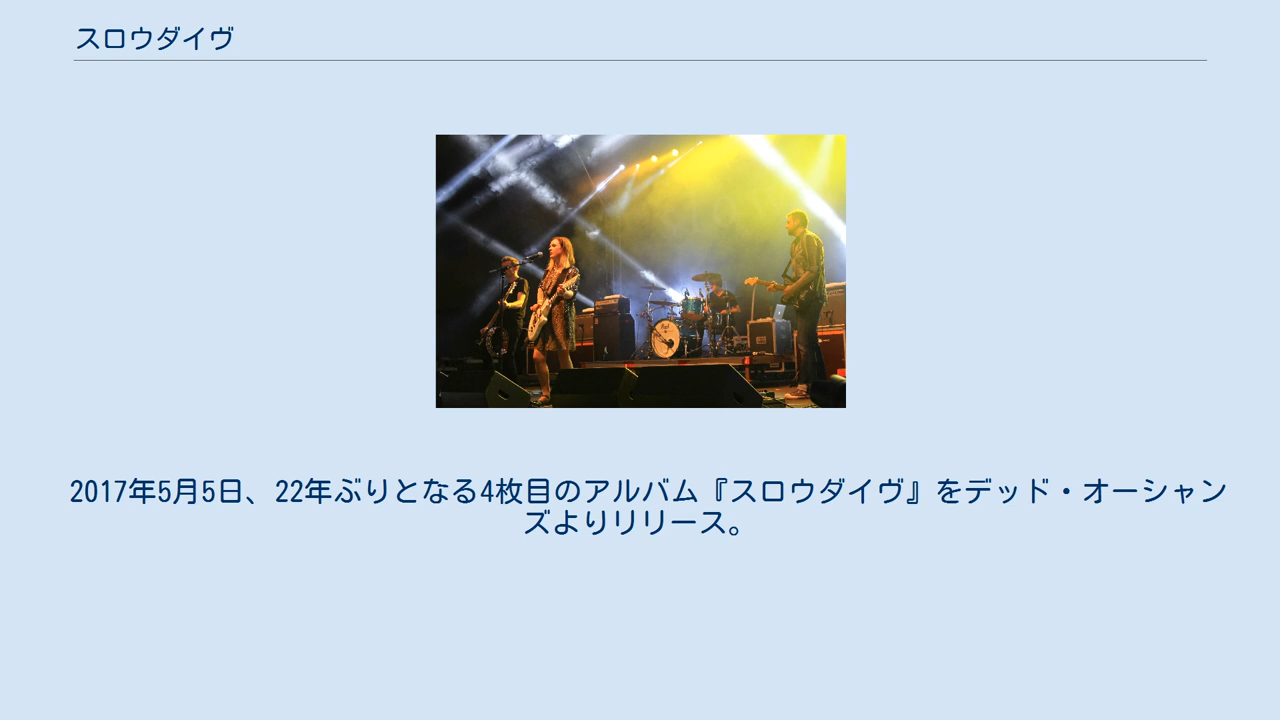 スロウダイヴ
2017年5月5日、22年ぶりとなる4枚目のアルバム『スロウダイヴ』をデッド・オーシャン
ズよりリリース。